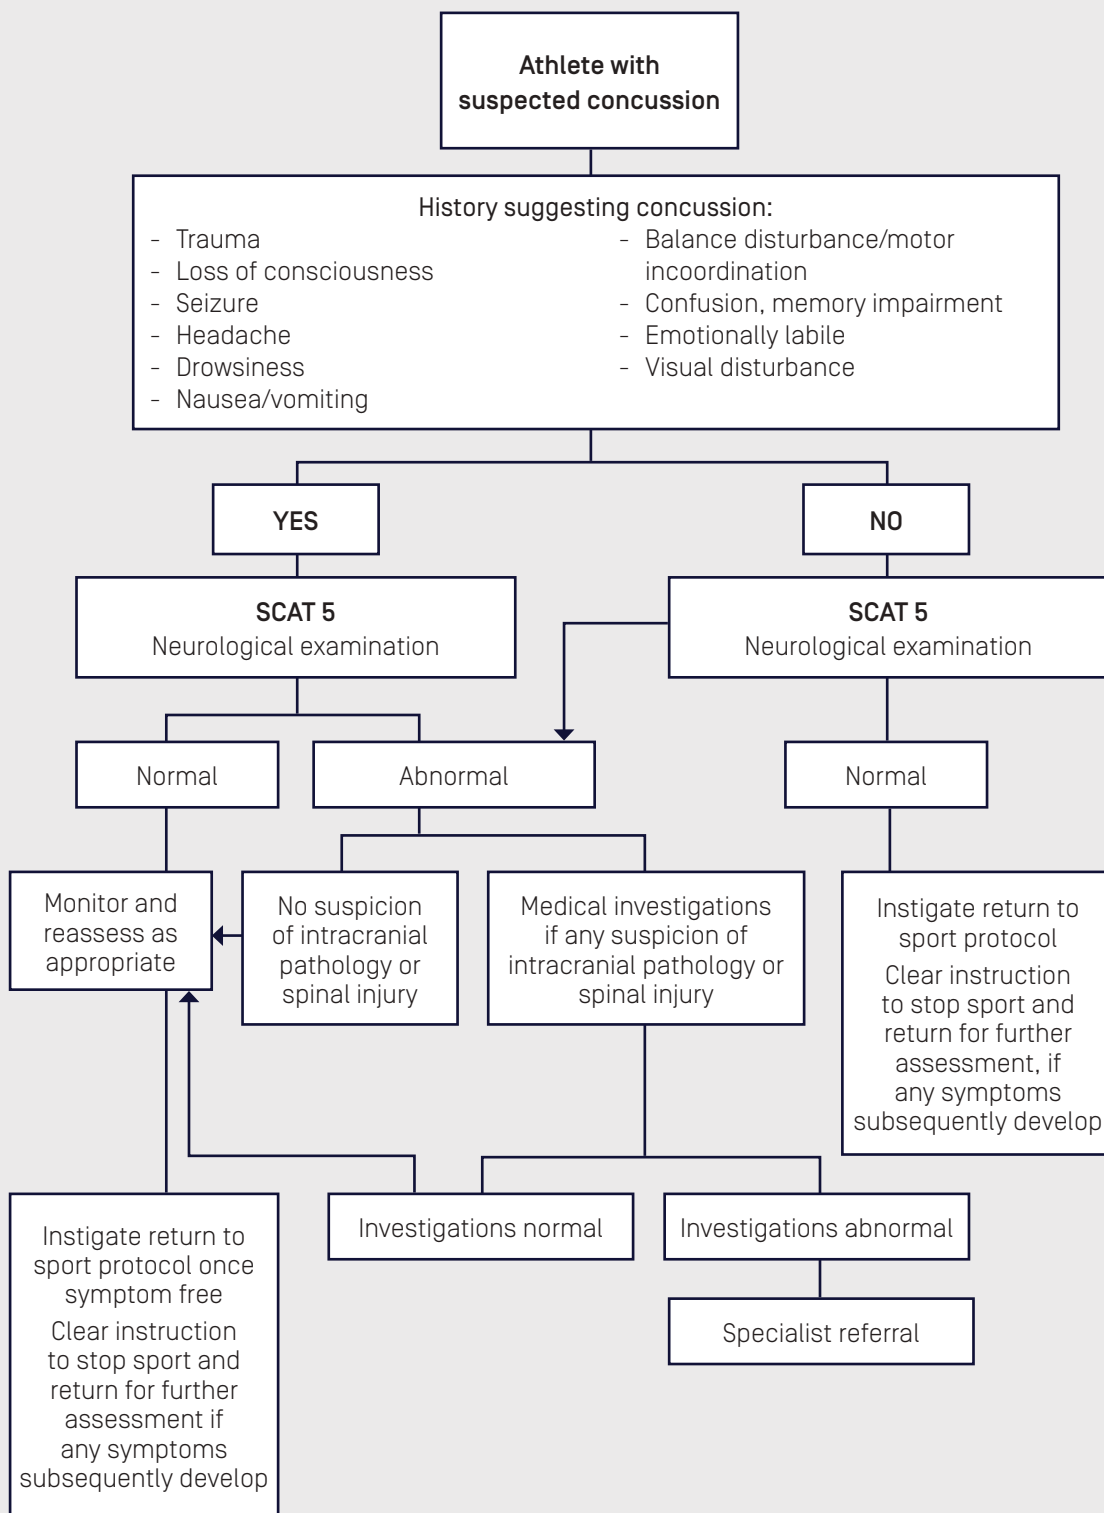 Athlete with
suspected concussion
History suggesting concussion:
- Trauma
- Loss of consciousness
- Seizure
- Headache
- Drowsiness
- Nausea/vomiting
- Balance disturbance/motor
incoordination
- Confusion, memory impairment
- Emotionally labile
- Visual disturbance
YES
NO
SCAT 5
Neurological examination
SCAT 5
Neurological examination
Normal
Abnormal
Normal
Monitor and
reassess as
appropriate
No suspicion
of intracranial
pathology or
spinal injury
Medical investigations
if any suspicion of
intracranial pathology or
spinal injury
Instigate return to
sport protocol
Clear instruction
to stop sport and
return for further
assessment, if
any symptoms
subsequently develop
Instigate return to
sport protocol once
symptom free
Clear instruction
to stop sport and
return for further
assessment if
any symptoms
subsequently develop
Investigations normal
Investigations abnormal
Specialist referral